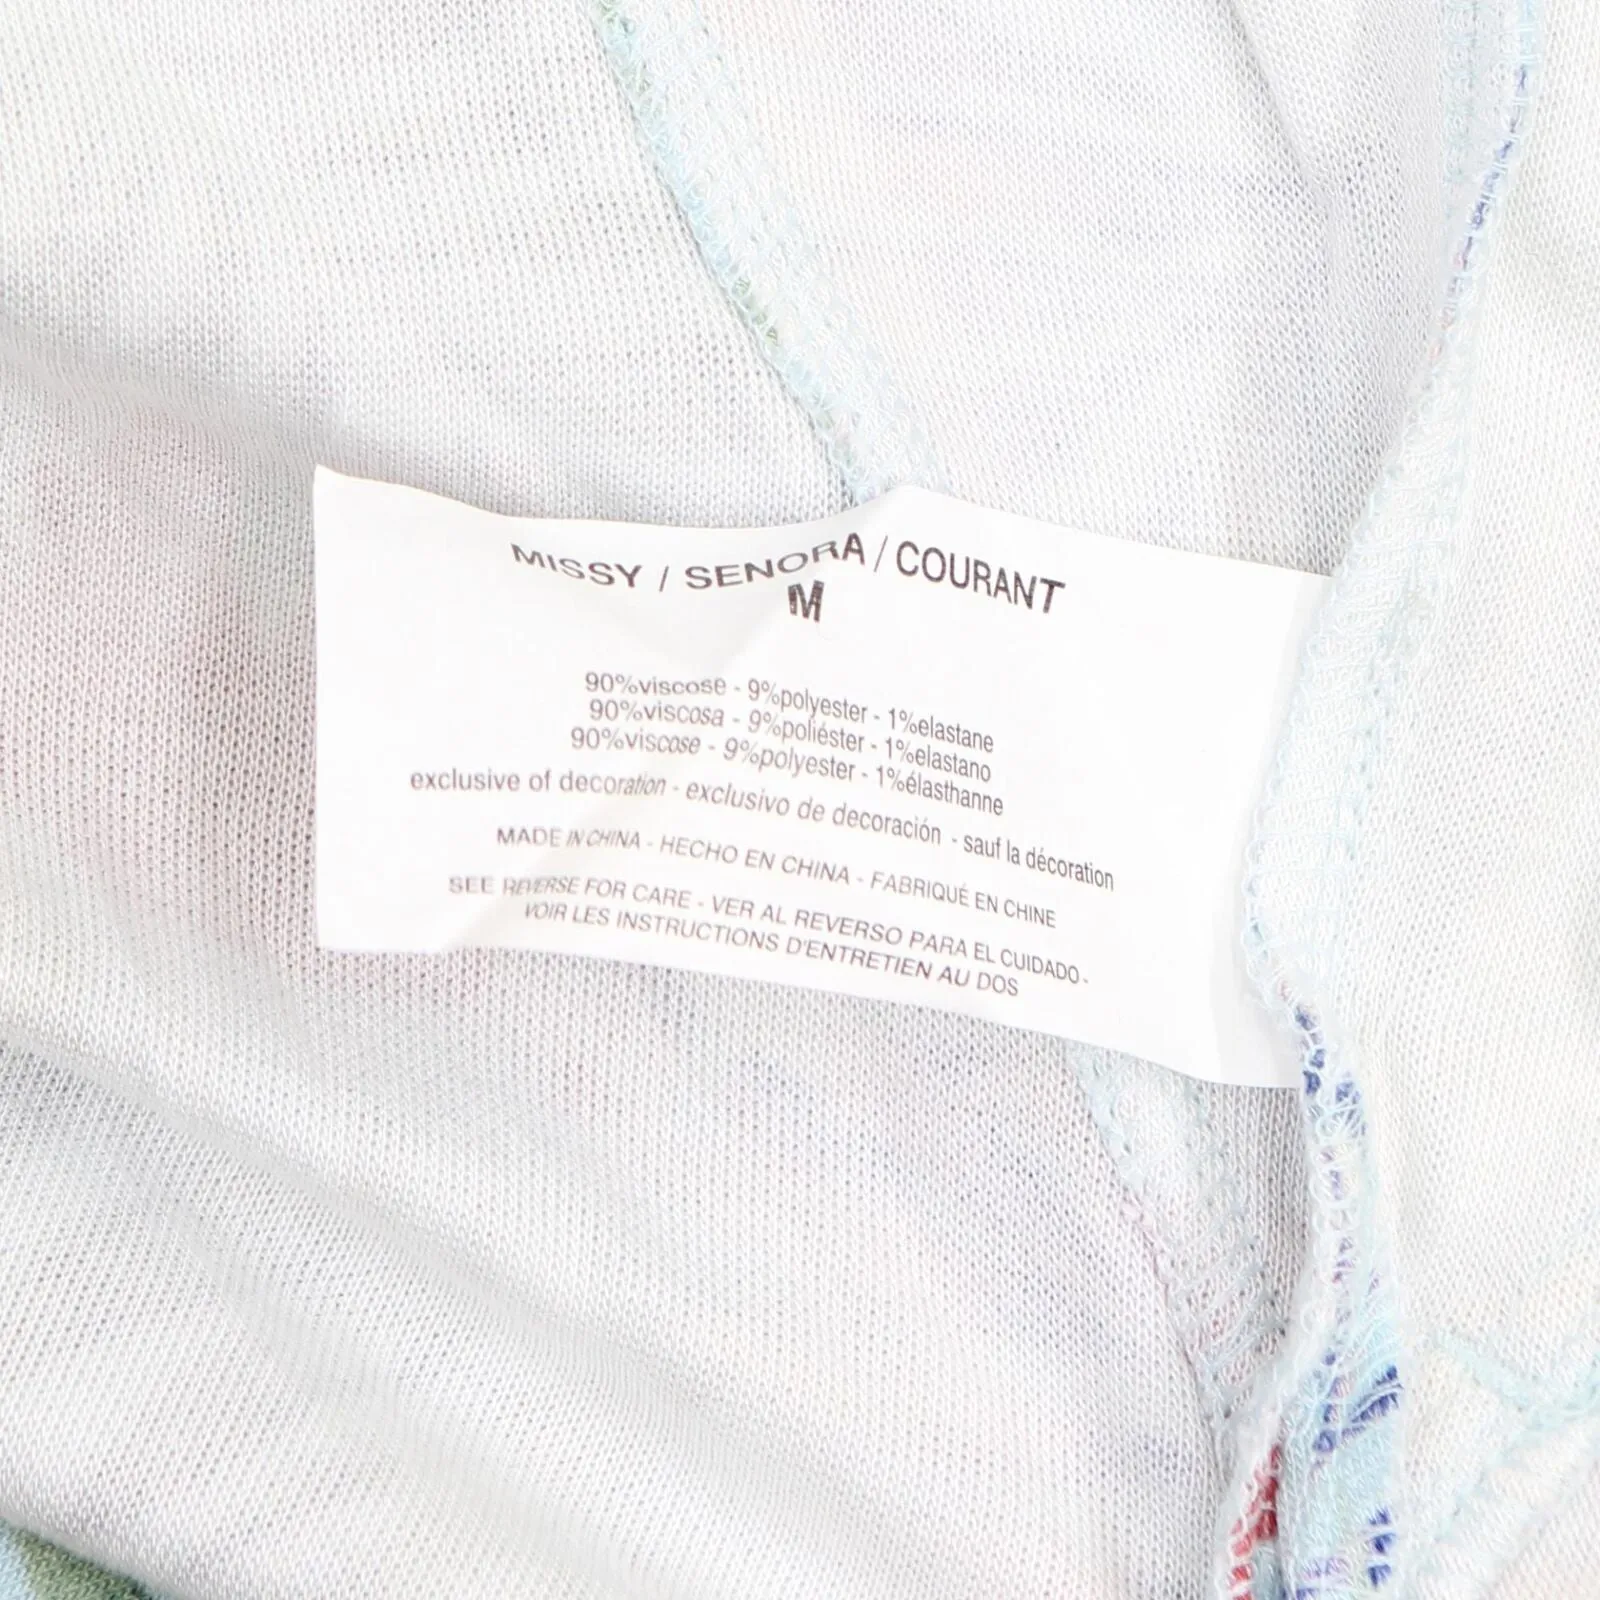 MISSY / SENORA / COURANT
M
90%viscose - 9%polyester - 1%elastane
90%viscosa - 9%poliéster - 1%elastano
90%viscose - 9%polyester - 1%élasthanne
exclusive of decoration - exclusivo de decoración - sauf la décoration
MADE IN CHINA - HECHO EN CHINA - FABRIQUÉ EN CHINE
SEE REVERSE FOR CARE - VER AL REVERSO PARA EL CUIDADO -
VOIR LES INSTRUCTIONS D'ENTRETIEN AU DOS